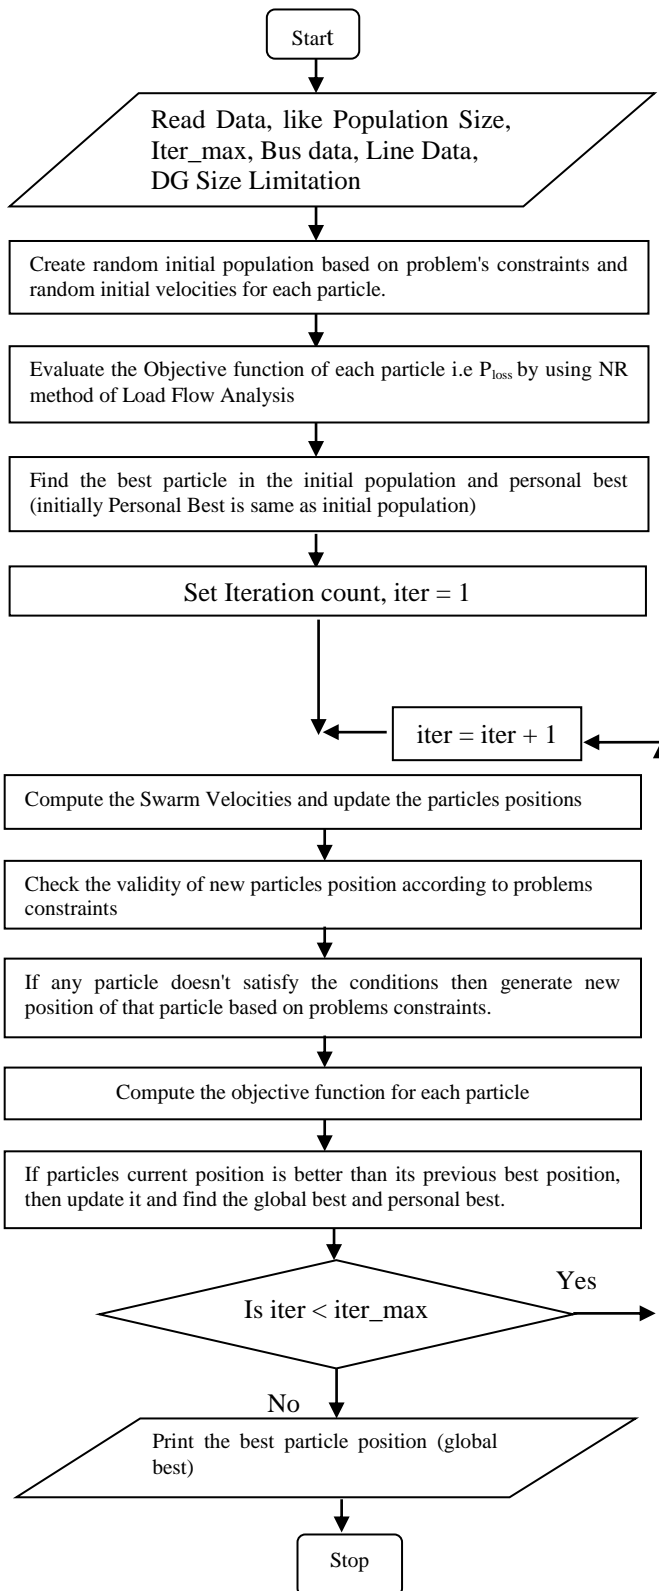 Start
Read Data, like Population Size,
Iter_max, Bus data, Line Data,
DG Size Limitation
Create random initial population based on problem's constraints and
random initial velocities for each particle.
Evaluate the Objective function of each particle i.e Ploss by using NR
method of Load Flow Analysis
Find the best particle in the initial population and personal best
(initially Personal Best is same as initial population)
Set Iteration count, iter = 1
iter = iter + 1
Compute the Swarm Velocities and update the particles positions
Check the validity of new particles position according to problems
constraints
If any particle doesn't satisfy the conditions then generate new
position of that particle based on problems constraints.
Compute the objective function for each particle
If particles current position is better than its previous best position,
then update it and find the global best and personal best.
Yes
Is iter < iter_max
No
Print the best particle position (global
best)
Stop